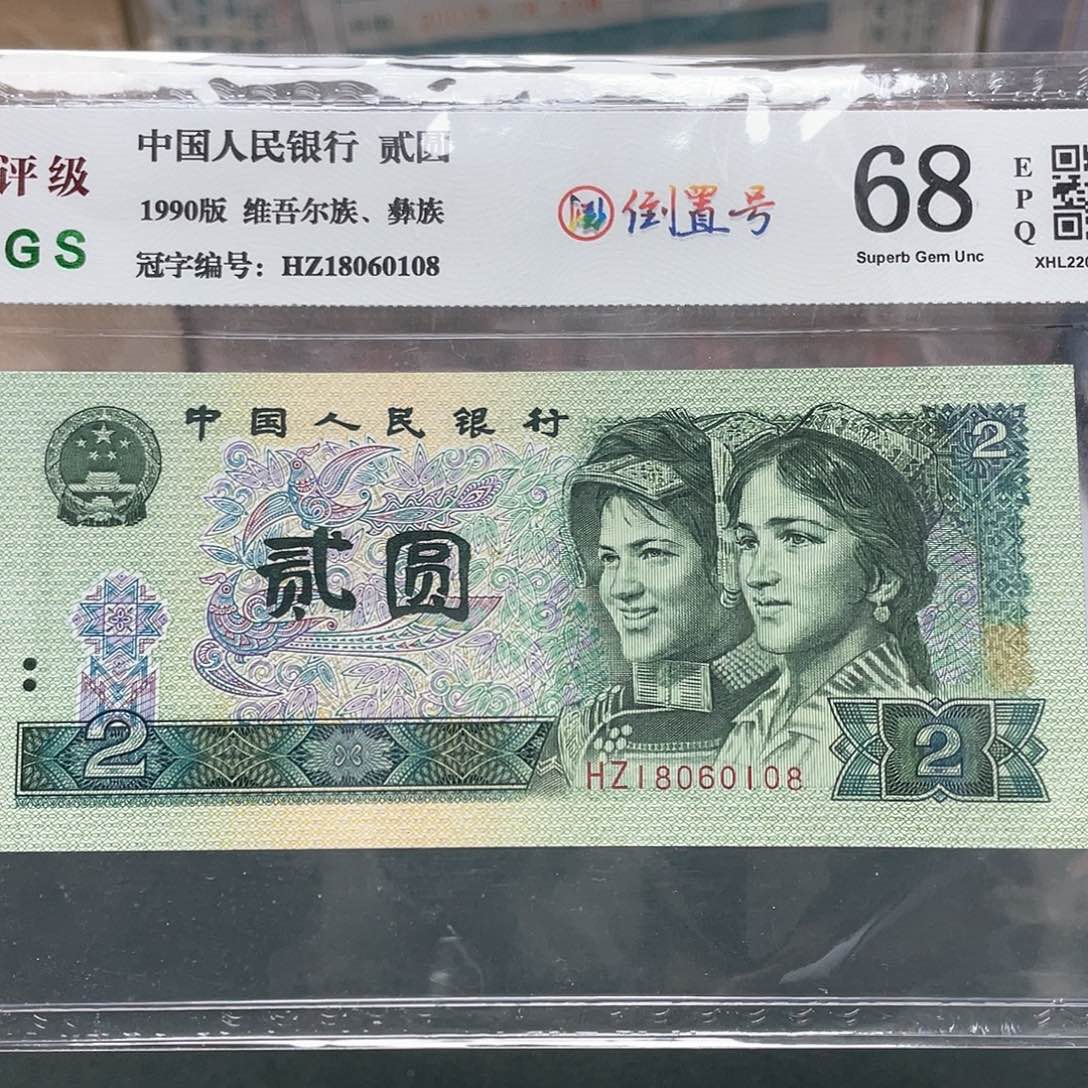 中国人民银行 贰圆
评级
1990版 维吾尔族、彝族
GS
冠字编号：HZ18060108
倒置号
68
Superb Gem Unc
EPQ
XHL220
中国人民银行
贰圆
2
2
HZ18060108
2